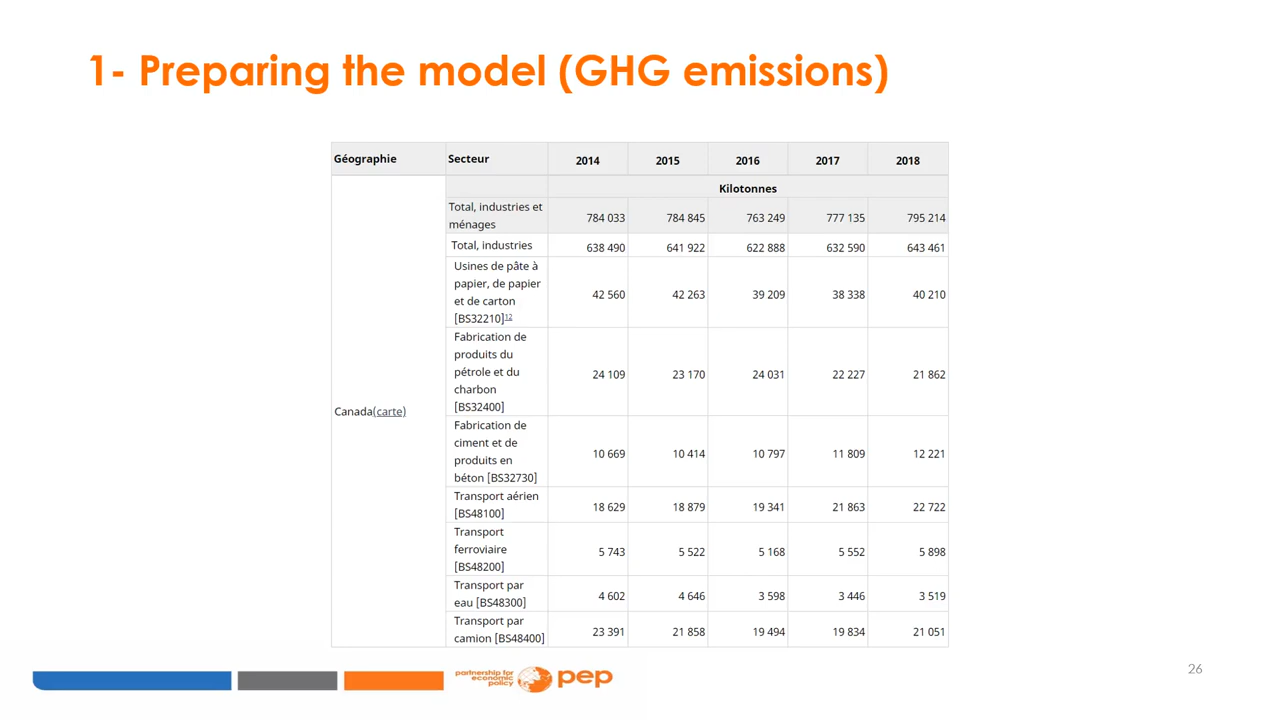 1- Preparing the model (GHG emissions)
Géographie Secteur 2014 2015 2016 2017 2018
Kilotonnes
Total, industries et
ménages 784 033 784 845 763 249 777 135 795 214
Total, industries 638 490 641 922 622 888 632 590 643 461
Usines de pâte à
papier, de papier
et de carton
[BS32210]12 42 560 42 263 39 209 38 338 40 210
Fabrication de
produits du
pétrole et du
charbon
[BS32400] 24 109 23 170 24 031 22 227 21 862
Canada(carte)
Fabrication de
ciment et de
produits en
béton [BS32730] 10 669 10 414 10 797 11 809 12 221
Transport aérien
[BS48100] 18 629 18 879 19 341 21 863 22 722
Transport
ferroviaire
[BS48200] 5 743 5 522 5 168 5 552 5 898
Transport par
eau [BS48300] 4 602 4 646 3 598 3 446 3 519
Transport par
camion [BS48400] 23 391 21 858 19 494 19 834 21 051
partnership for
economic
policy
pep
26